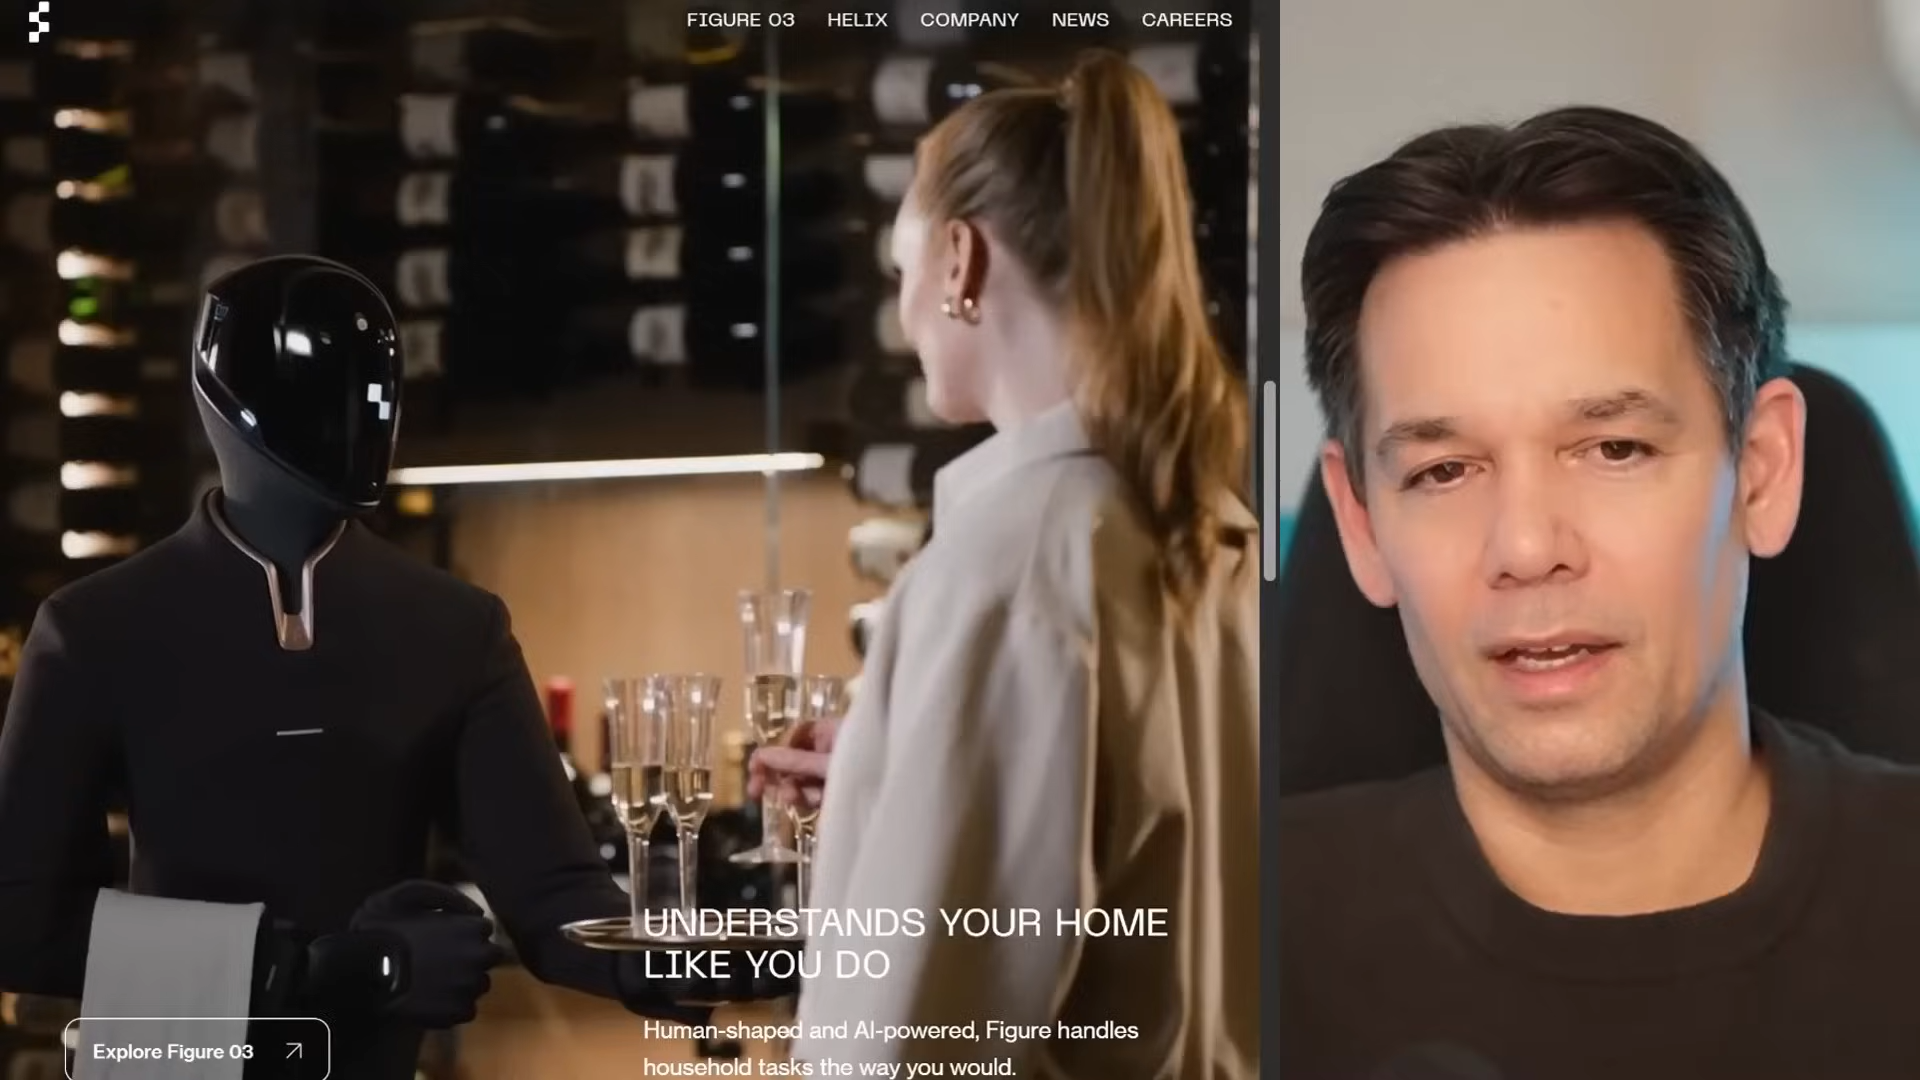 FIGURE 03 HELIX COMPANY NEWS CAREERS
UNDERSTANDS YOUR HOME
LIKE YOU DO
Human-shaped and AI-powered, Figure handles
household tasks the way you would.
Explore Figure 03